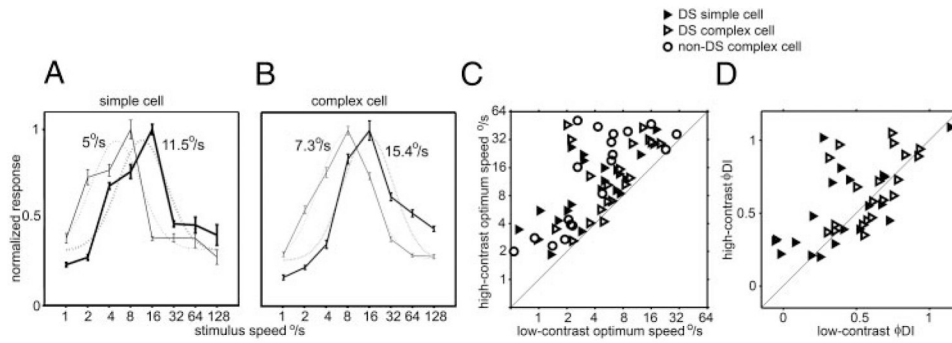 DS simple cell
DS complex cell
non-DS complex cell
A
B
C
D
simple cell
complex cell
normalized response
1
0.5
0
5°/s
11.5°/s
7.3°/s
15.4°/s
1 2 4 8 16 32 64 128
1 2 4 8 16 32 64 128
stimulus speed °/s
high-contrast optimum speed °/s
64
32
16
8
4
2
1
1 2 4 8 16 32 64
low-contrast optimum speed °/s
high-contrast ϕDI
1
0.5
0
0 0.5 1
low-contrast ϕDI